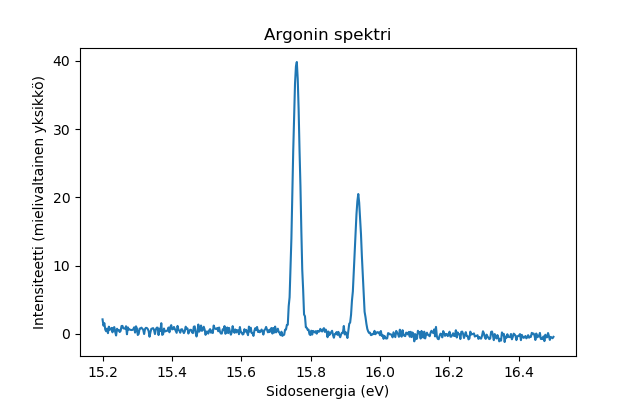 Argonin spektri
Intensiteetti (mielivaltainen yksikkö)
40
30
20
10
0
15.2 15.4 15.6 15.8 16.0 16.2 16.4
Sidosenergia (eV)